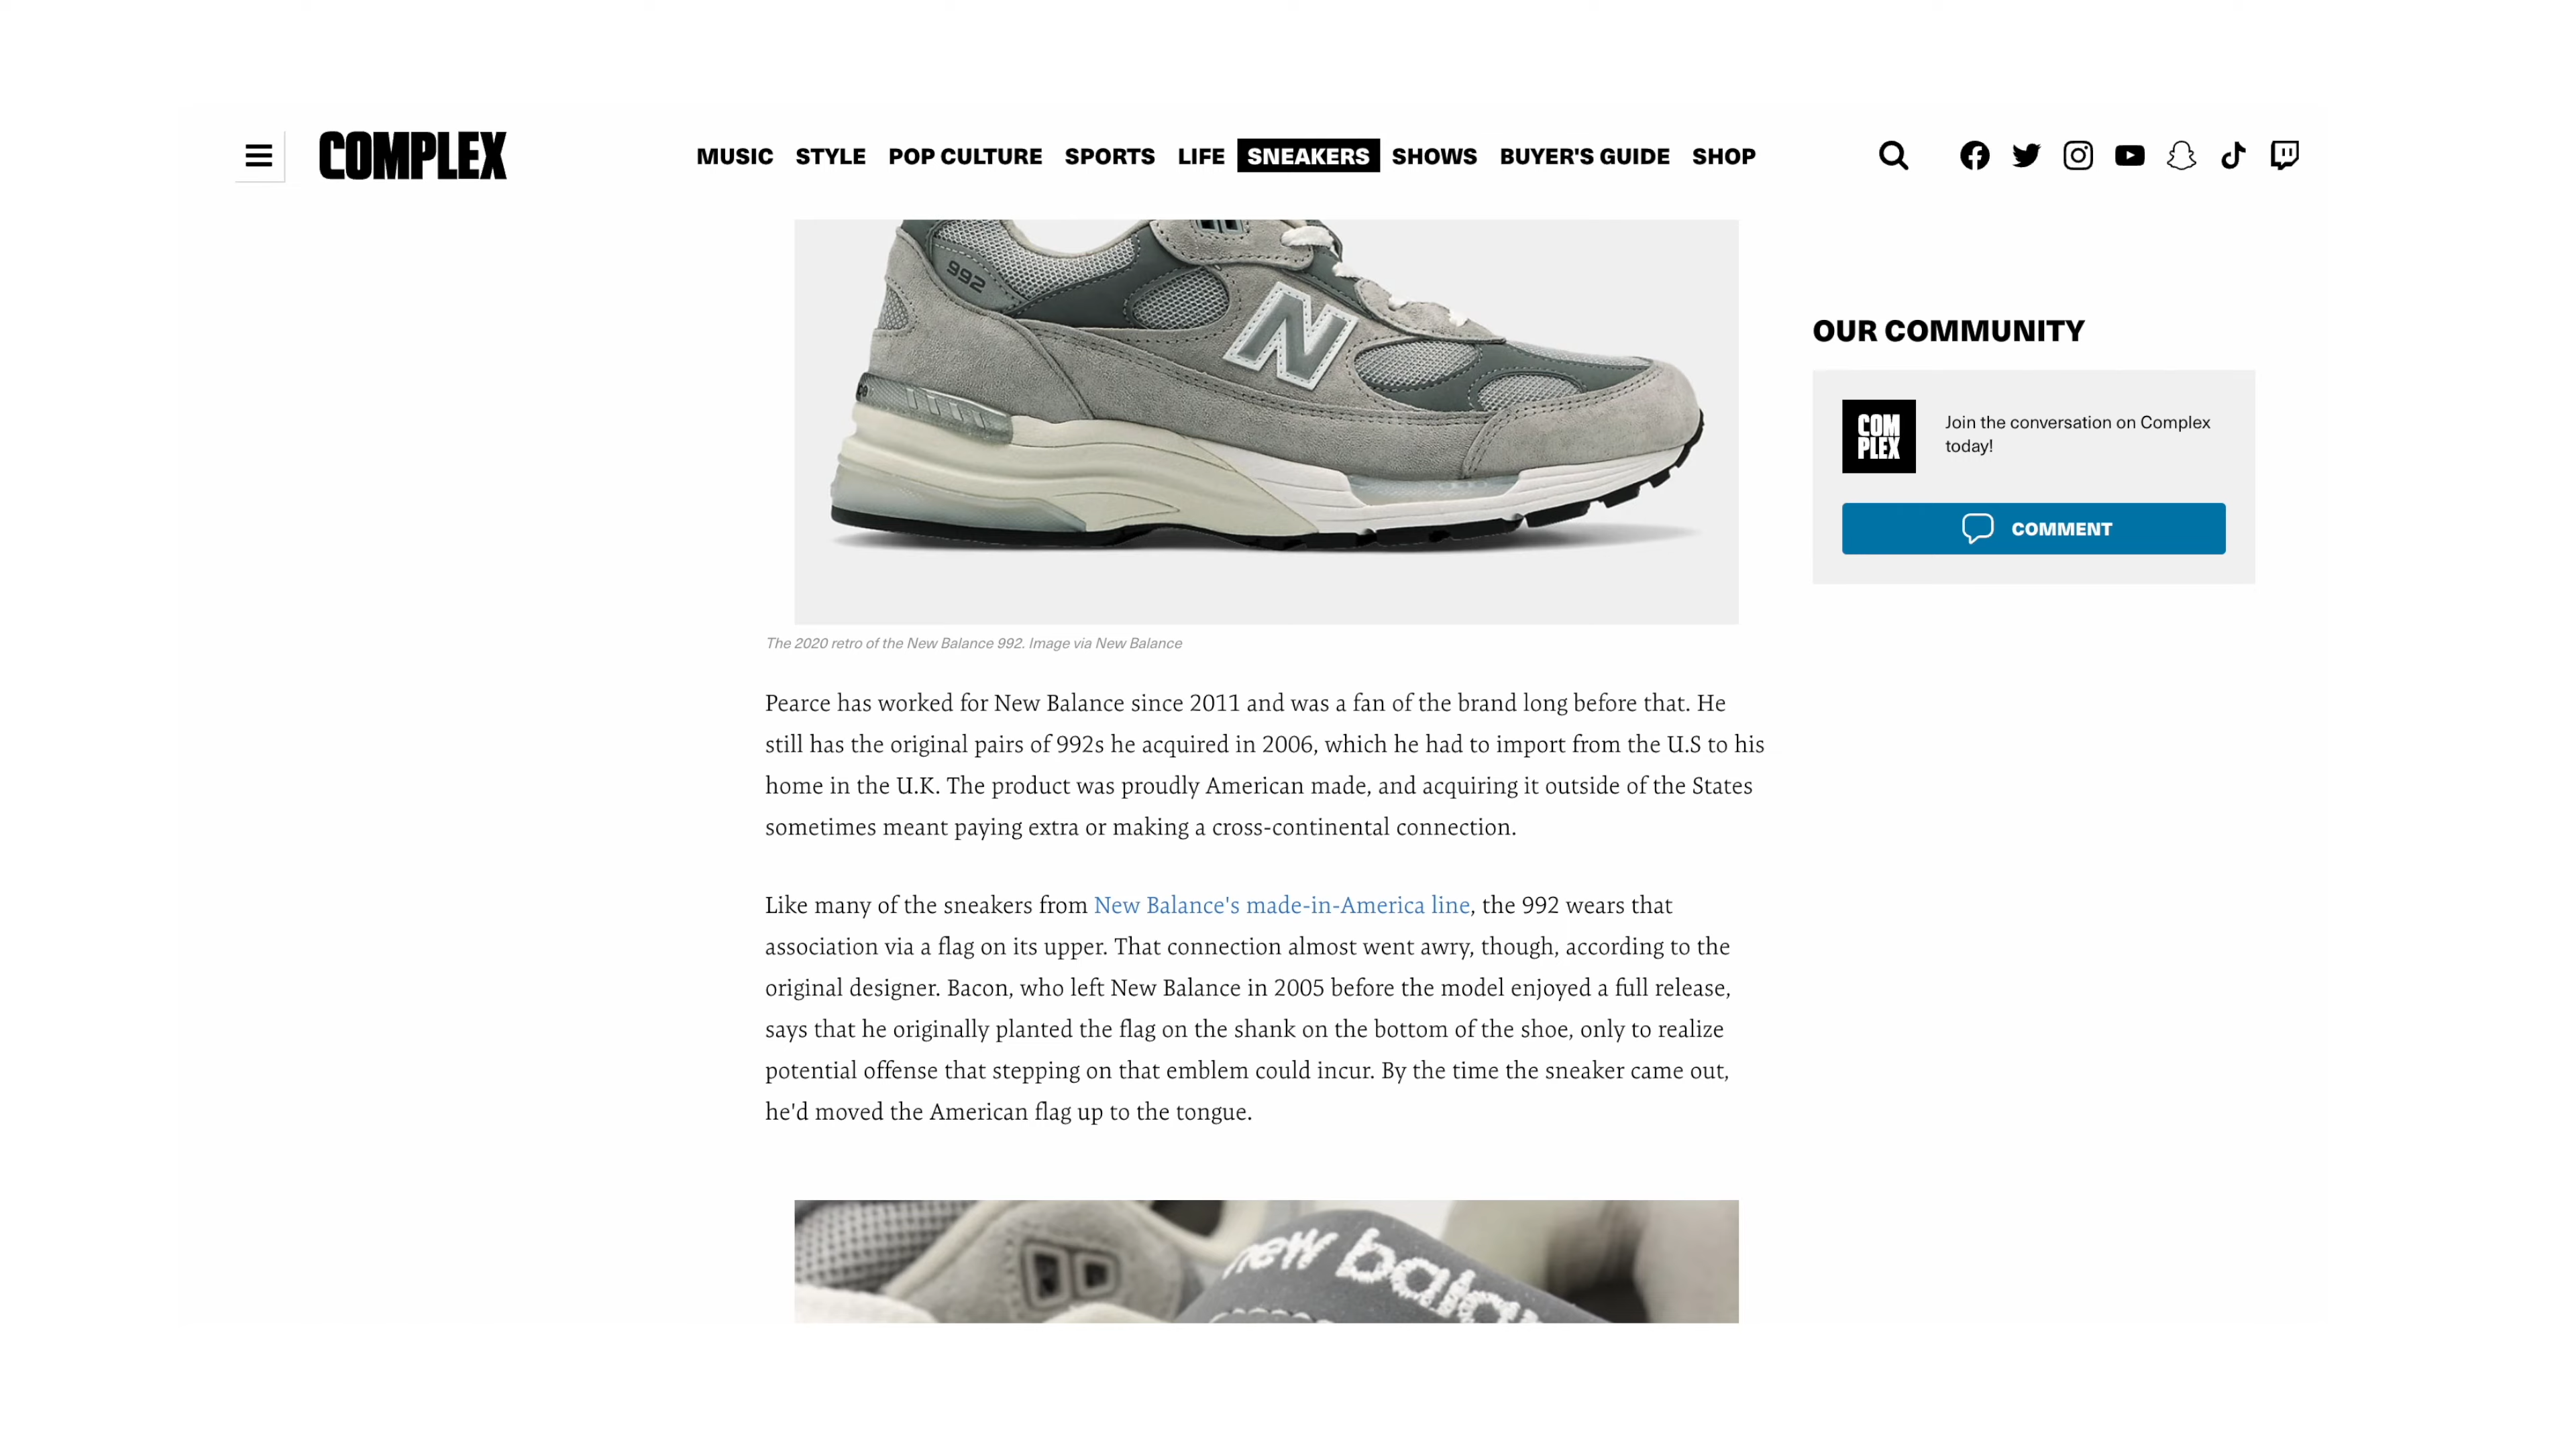 COMPLEX
MUSIC STYLE POP CULTURE SPORTS LIFE SNEAKERS SHOWS BUYER'S GUIDE SHOP
992
N
OUR COMMUNITY
COM
PLEX
Join the conversation on Complex
today!
COMMENT
The 2020 retro of the New Balance 992. Image via New Balance
Pearce has worked for New Balance since 2011 and was a fan of the brand long before that. He
still has the original pairs of 992s he acquired in 2006, which he had to import from the U.S to his
home in the U.K. The product was proudly American made, and acquiring it outside of the States
sometimes meant paying extra or making a cross-continental connection.
Like many of the sneakers from New Balance's made-in-America line, the 992 wears that
association via a flag on its upper. That connection almost went awry, though, according to the
original designer. Bacon, who left New Balance in 2005 before the model enjoyed a full release,
says that he originally planted the flag on the shank on the bottom of the shoe, only to realize
potential offense that stepping on that emblem could incur. By the time the sneaker came out,
he'd moved the American flag up to the tongue.
new balan